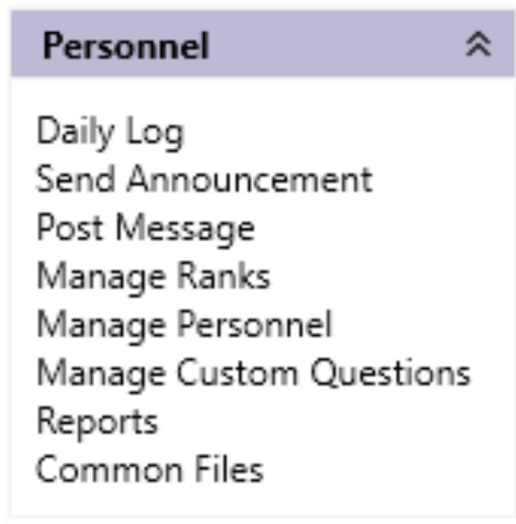 Personnel
Daily Log
Send Announcement
Post Message
Manage Ranks
Manage Personnel
Manage Custom Questions
Reports
Common Files